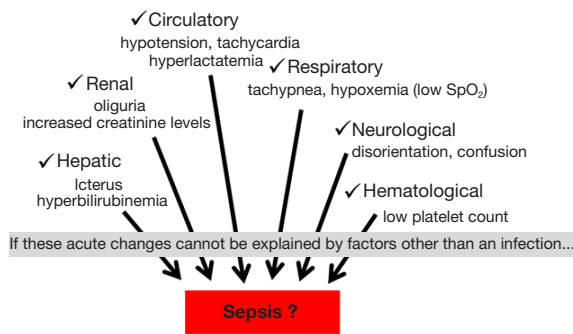 ✓Circulatory
hypotension, tachycardia
hyperlactatemia
✓Respiratory
tachypnea, hypoxemia (low SpO₂)
✓Renal
oliguria
increased creatinine levels
✓Neurological
disorientation, confusion
✓Hepatic
Icterus
hyperbilirubinemia
✓Hematological
low platelet count
If these acute changes cannot be explained by factors other than an infection...
Sepsis ?